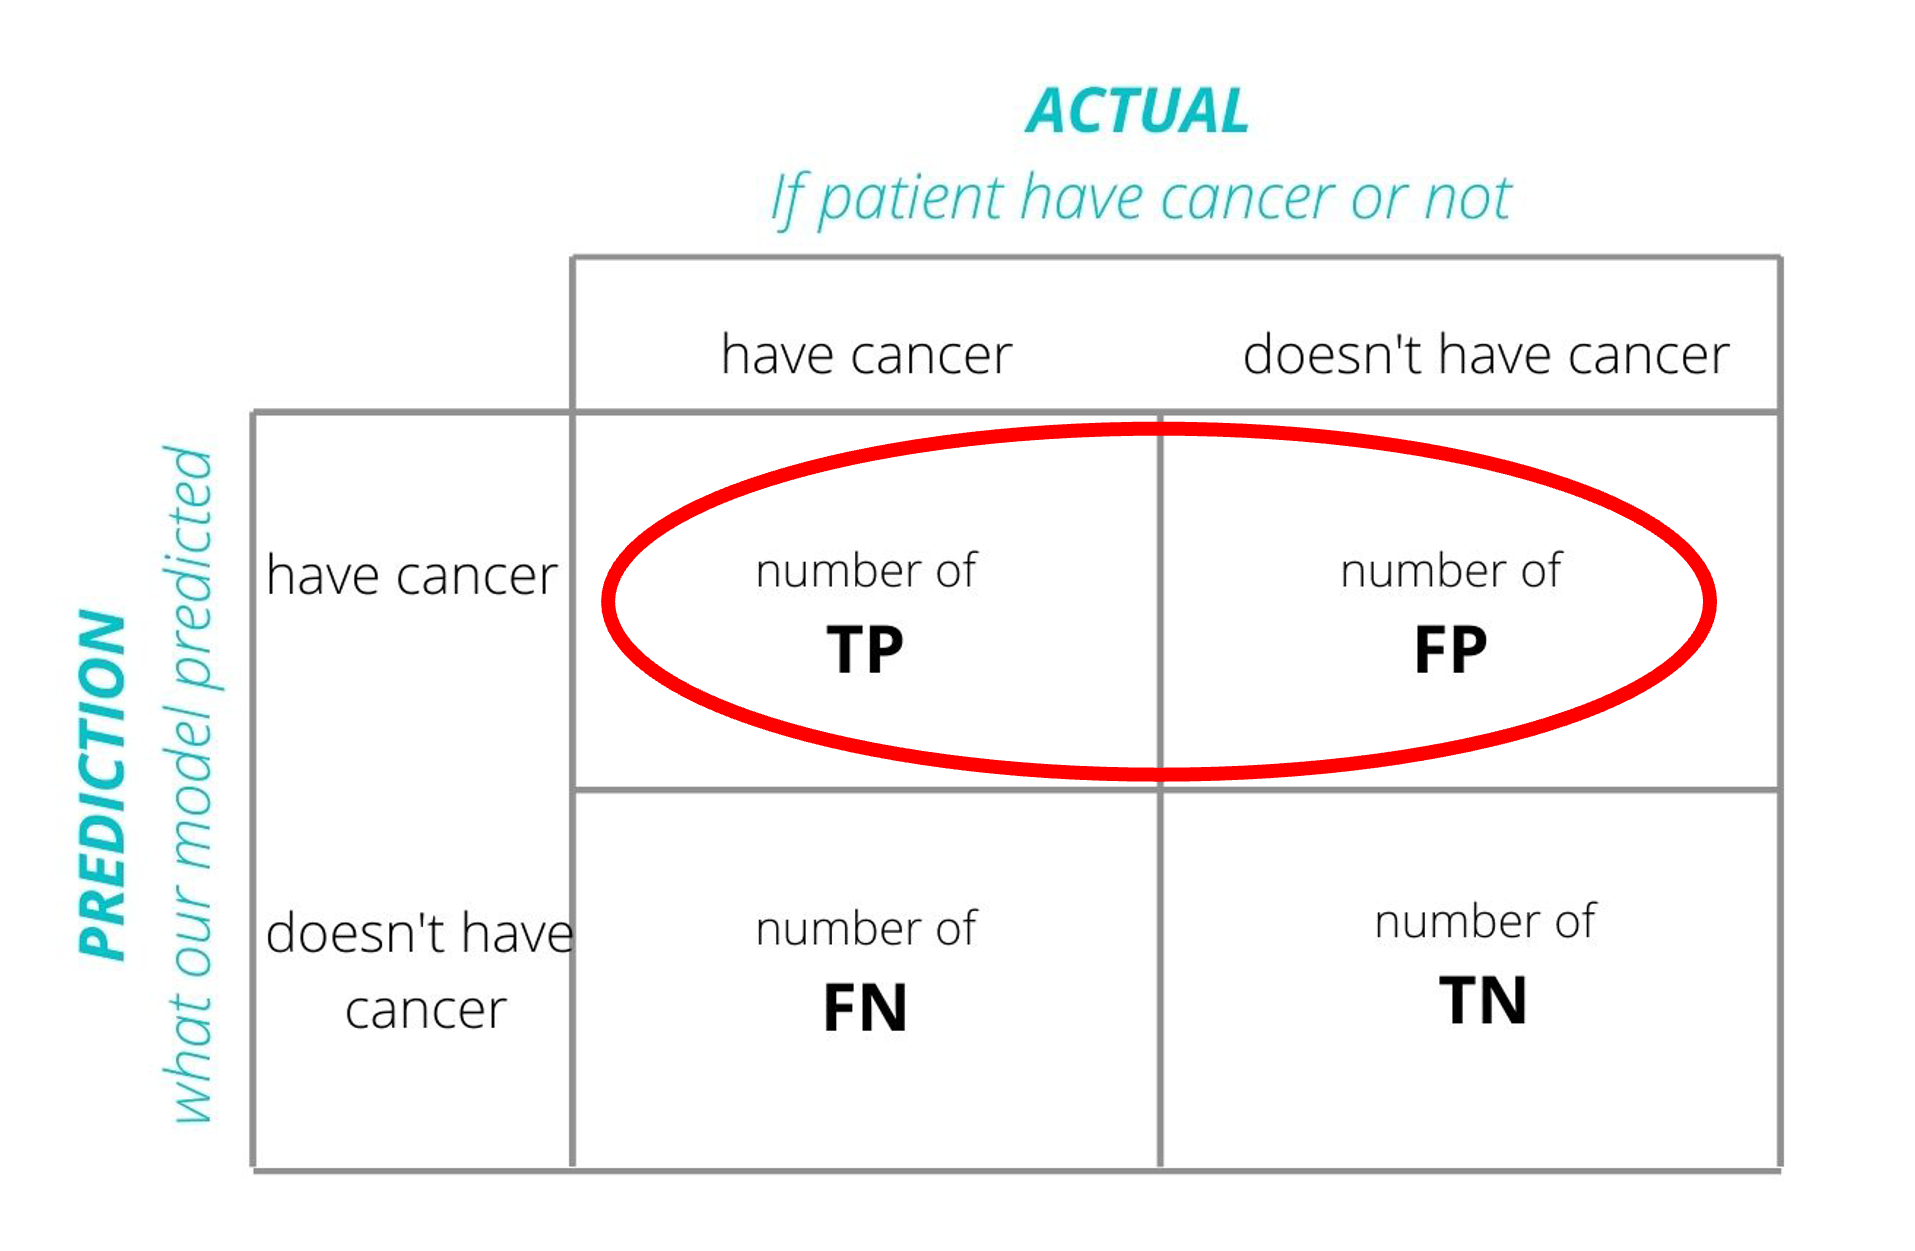 ACTUAL
If patient have cancer or not
have cancer doesn't have cancer
PREDICTION
what our model predicted
have cancer
number of
TP
number of
FP
doesn't have
cancer
number of
FN
number of
TN